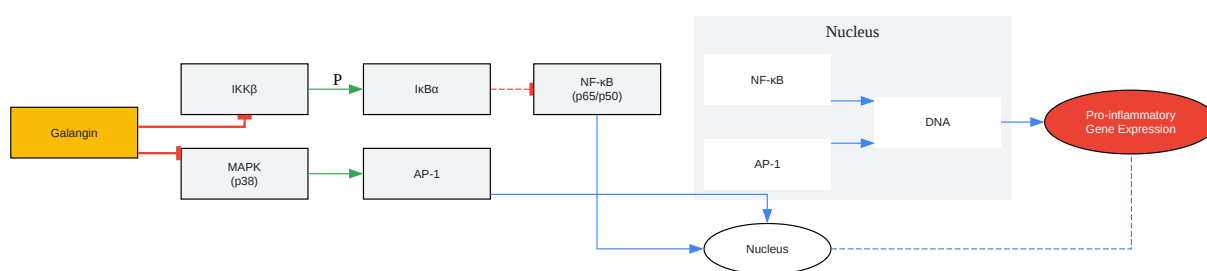 Nucleus
IKKβ
P
IκBα
NF-κB
(p65/p50)
NF-κB
Galangin
DNA
Pro-inflammatory
Gene Expression
MAPK
(p38)
AP-1
AP-1
Nucleus